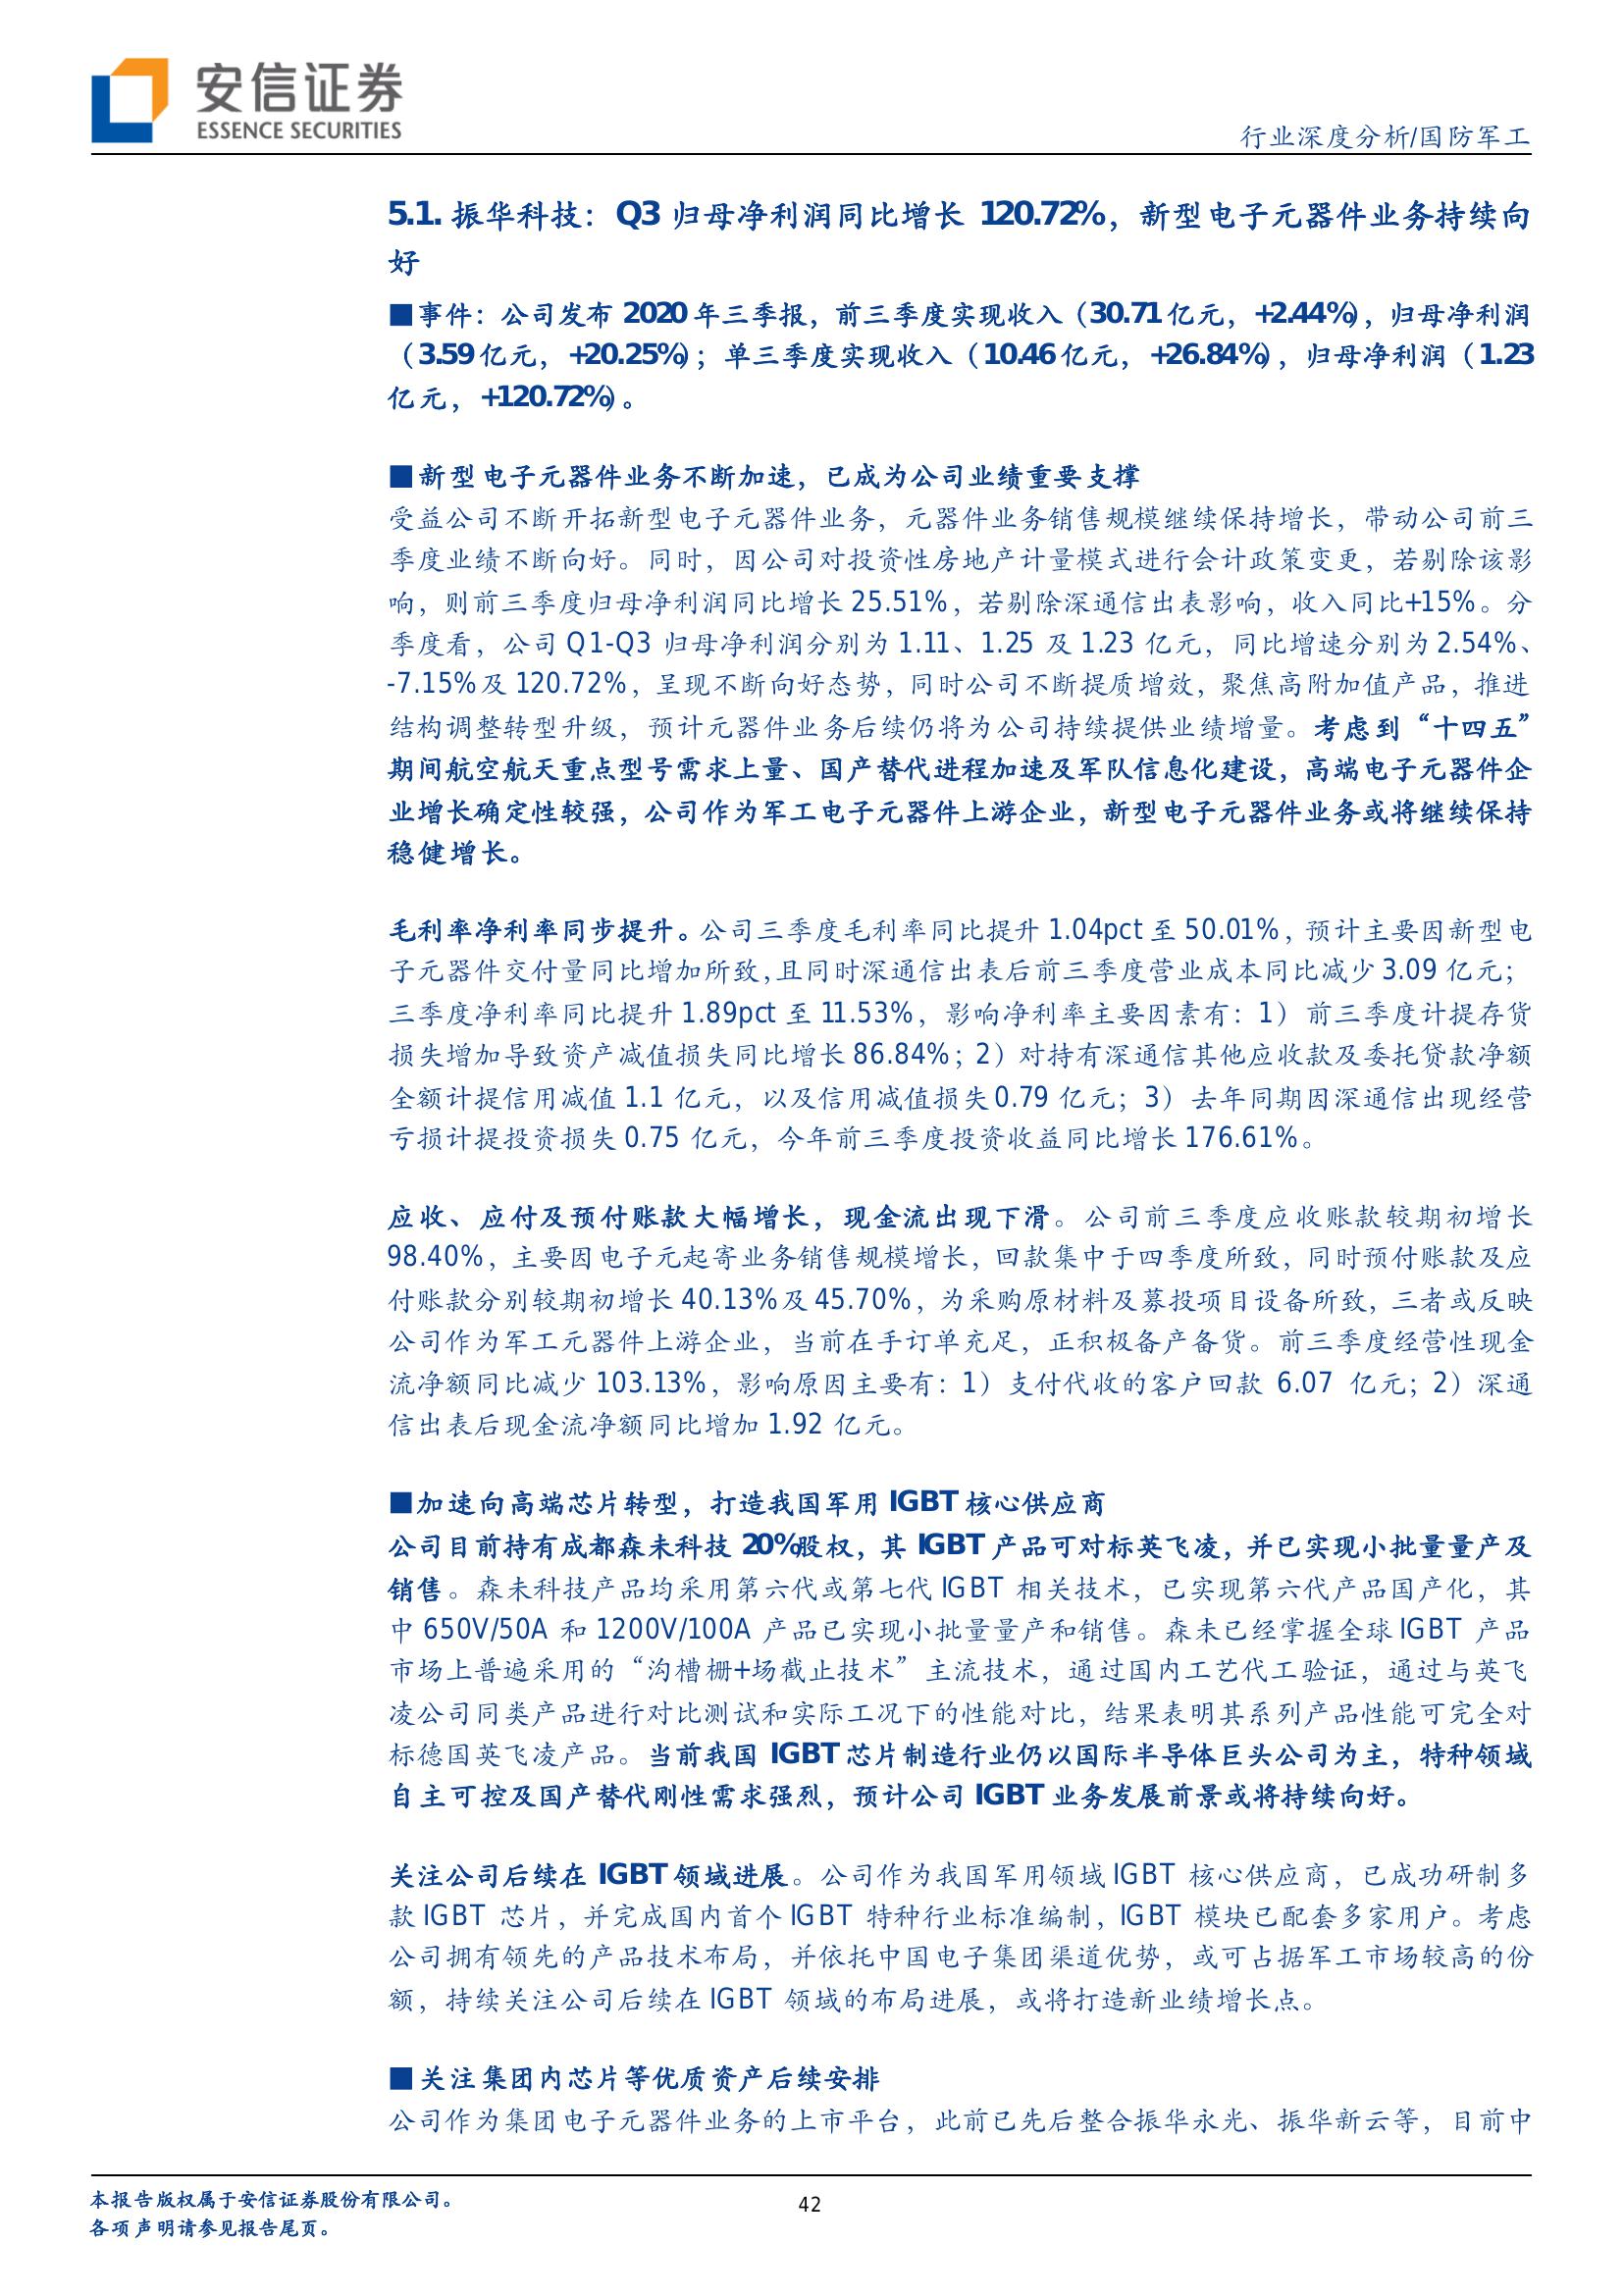 安信证券
ESSENCE SECURITIES
行业深度分析/国防军工
5.1. 振华科技：Q3 归母净利润同比增长 120.72%，新型电子元器件业务持续向
好
■事件：公司发布 2020 年三季报，前三季度实现收入（30.71 亿元，+2.44%），归母净利润
（3.59 亿元，+20.25%）；单三季度实现收入（10.46 亿元，+26.84%），归母净利润（1.23
亿元，+120.72%）。
■新型电子元器件业务不断加速，已成为公司业绩重要支撑
受益公司不断开拓新型电子元器件业务，元器件业务销售规模继续保持增长，带动公司前三
季度业绩不断向好。同时，因公司对投资性房地产计量模式进行会计政策变更，若剔除该影
响，则前三季度归母净利润同比增长 25.51%，若剔除深通信出表影响，收入同比+15%。分
季度看，公司 Q1-Q3 归母净利润分别为 1.11、1.25 及 1.23 亿元，同比增速分别为 2.54%、
-7.15%及 120.72%，呈现不断向好态势，同时公司不断提质增效，聚焦高附加值产品，推进
结构调整转型升级，预计元器件业务后续仍将为公司持续提供业绩增量。考虑到“十四五”
期间航空航天重点型号需求上量、国产替代进程加速及军队信息化建设，高端电子元器件企
业增长确定性较强，公司作为军工电子元器件上游企业，新型电子元器件业务或将继续保持
稳健增长。
毛利率净利率同步提升。公司三季度毛利率同比提升 1.04pct 至 50.01%，预计主要因新型电
子元器件交付量同比增加所致，且同时深通信出表后前三季度营业成本同比减少 3.09 亿元；
三季度净利率同比提升 1.89pct 至 11.53%，影响净利率主要因素有：1）前三季度计提存货
损失增加导致资产减值损失同比增长 86.84%；2）对持有深通信其他应收款及委托贷款净额
全额计提信用减值 1.1 亿元，以及信用减值损失 0.79 亿元；3）去年同期因深通信出现经营
亏损计提投资损失 0.75 亿元，今年前三季度投资收益同比增长 176.61%。
应收、应付及预付账款大幅增长，现金流出现下滑。公司前三季度应收账款较期初增长
98.40%，主要因电子元起寄业务销售规模增长，回款集中于四季度所致，同时预付账款及应
付账款分别较期初增长 40.13%及 45.70%，为采购原材料及募投项目设备所致，三者或反映
公司作为军工元器件上游企业，当前在手订单充足，正积极备产备货。前三季度经营性现金
流净额同比减少 103.13%，影响原因主要有：1）支付代收的客户回款 6.07 亿元；2）深通
信出表后现金流净额同比增加 1.92 亿元。
■加速向高端芯片转型，打造我国军用 IGBT 核心供应商
公司目前持有成都森未科技 20%股权，其 IGBT 产品可对标英飞凌，并已实现小批量量产及
销售。森未科技产品均采用第六代或第七代 IGBT 相关技术，已实现第六代产品国产化，其
中 650V/50A 和 1200V/100A 产品已实现小批量量产和销售。森未已经掌握全球 IGBT 产品
市场上普遍采用的“沟槽栅+场截止技术”主流技术，通过国内工艺代工验证，通过与英飞
凌公司同类产品进行对比测试和实际工况下的性能对比，结果表明其系列产品性能可完全对
标德国英飞凌产品。当前我国 IGBT 芯片制造行业仍以国际半导体巨头公司为主，特种领域
自主可控及国产替代刚性需求强烈，预计公司 IGBT 业务发展前景或将持续向好。
关注公司后续在 IGBT 领域进展。公司作为我国军用领域 IGBT 核心供应商，已成功研制多
款 IGBT 芯片，并完成国内首个 IGBT 特种行业标准编制，IGBT 模块已配套多家用户。考虑
公司拥有领先的产品技术布局，并依托中国电子集团渠道优势，或可占据军工市场较高的份
额，持续关注公司后续在 IGBT 领域的布局进展，或将打造新业绩增长点。
■关注集团内芯片等优质资产后续安排
公司作为集团电子元器件业务的上市平台，此前已先后整合振华永光、振华新云等，目前中
本报告版权属于安信证券股份有限公司。
42
各项声明请参见报告尾页。